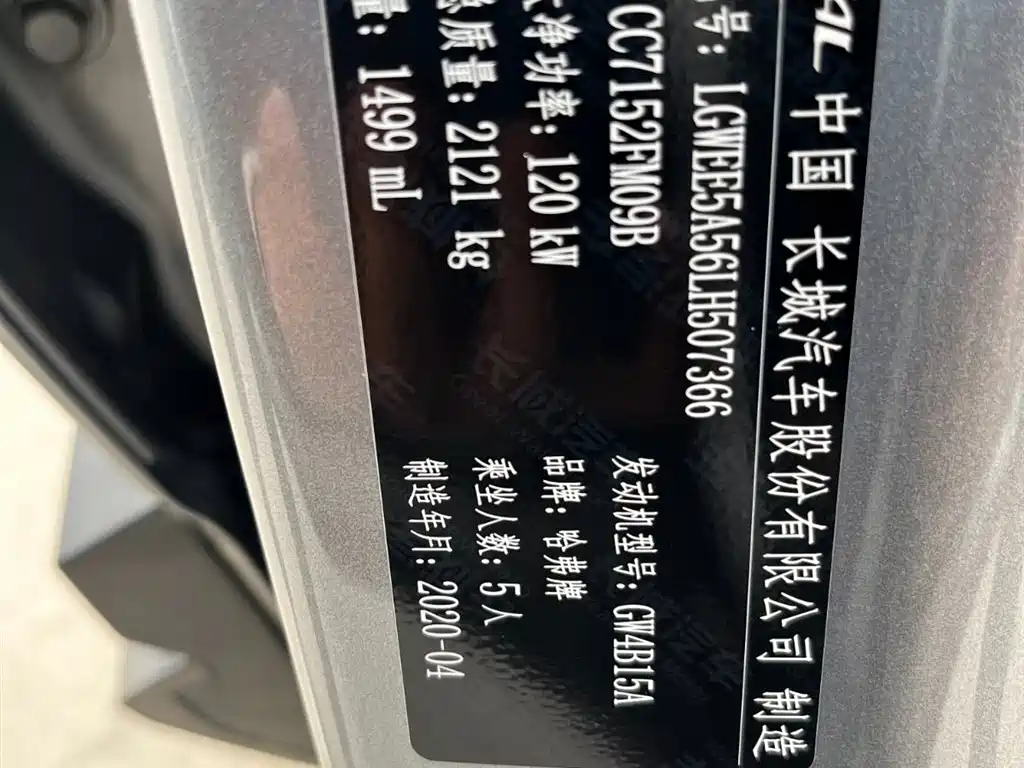 AL 中国 长城汽车股份有限公司 制造
号: LGWEE5A56LH507366
CC7152FM09B 发动机型号: GW4B15A
净功率: 120 kW 品牌: 哈弗牌
质量: 2121 kg 乘坐人数: 5人
量: 1499 mL 制造年月: 2020-04